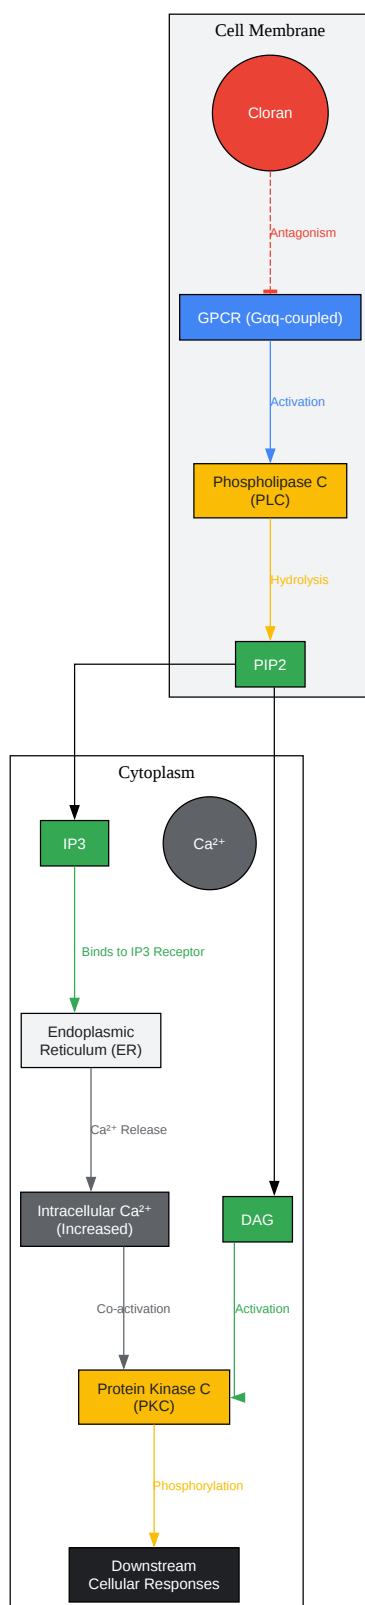 Cell Membrane
Cloran
Antagonism
GPCR (Gαq-coupled)
Activation
Phospholipase C
(PLC)
Hydrolysis
PIP2
Cytoplasm
IP3
Ca²⁺
Binds to IP3 Receptor
Endoplasmic
Reticulum (ER)
Ca²⁺ Release
Intracellular Ca²⁺
(Increased)
DAG
Co-activation
Activation
Protein Kinase C
(PKC)
Phosphorylation
Downstream
Cellular Responses